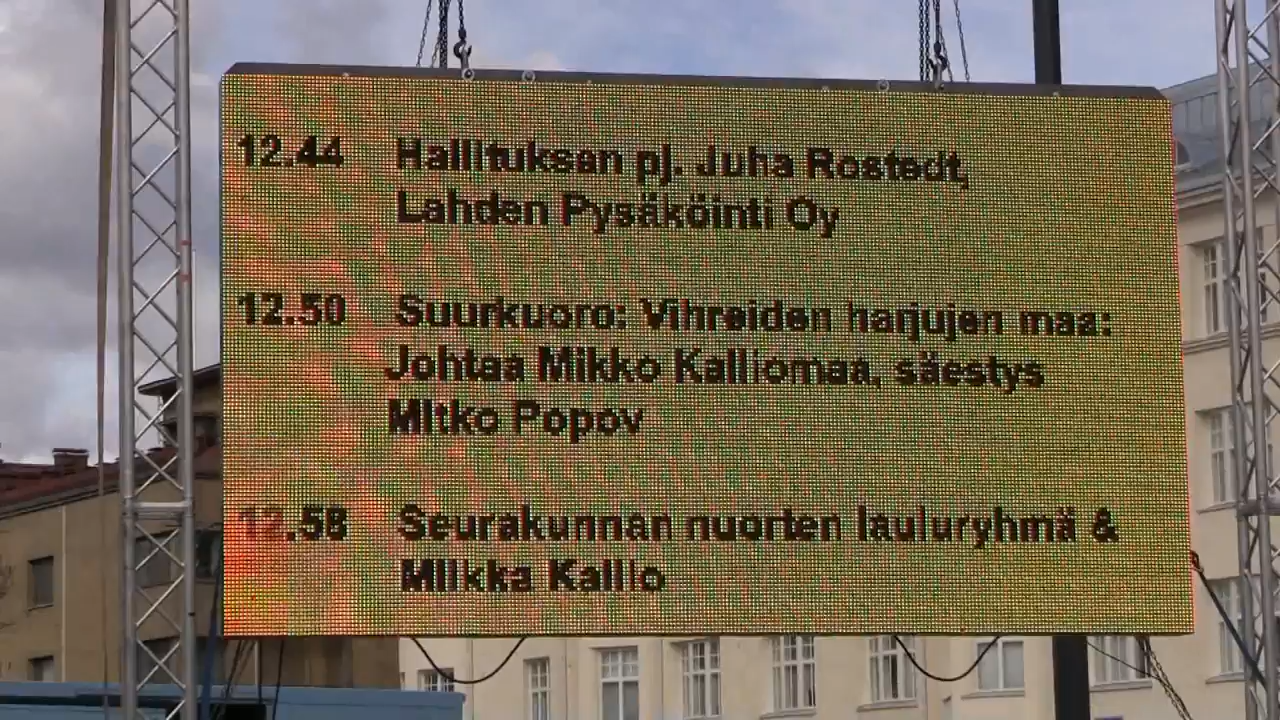 12.44 Hallituksen pj. Juha Rostedt,
Lahden Pysäköinti Oy
12.50 Suurkuoro: Vihreiden harjujen maa:
Johtaa Mikko Kalliomaa, säestys
Mitko Popov
12.58 Seurakunnan nuorten lauluryhmä &
Miikka Kallio